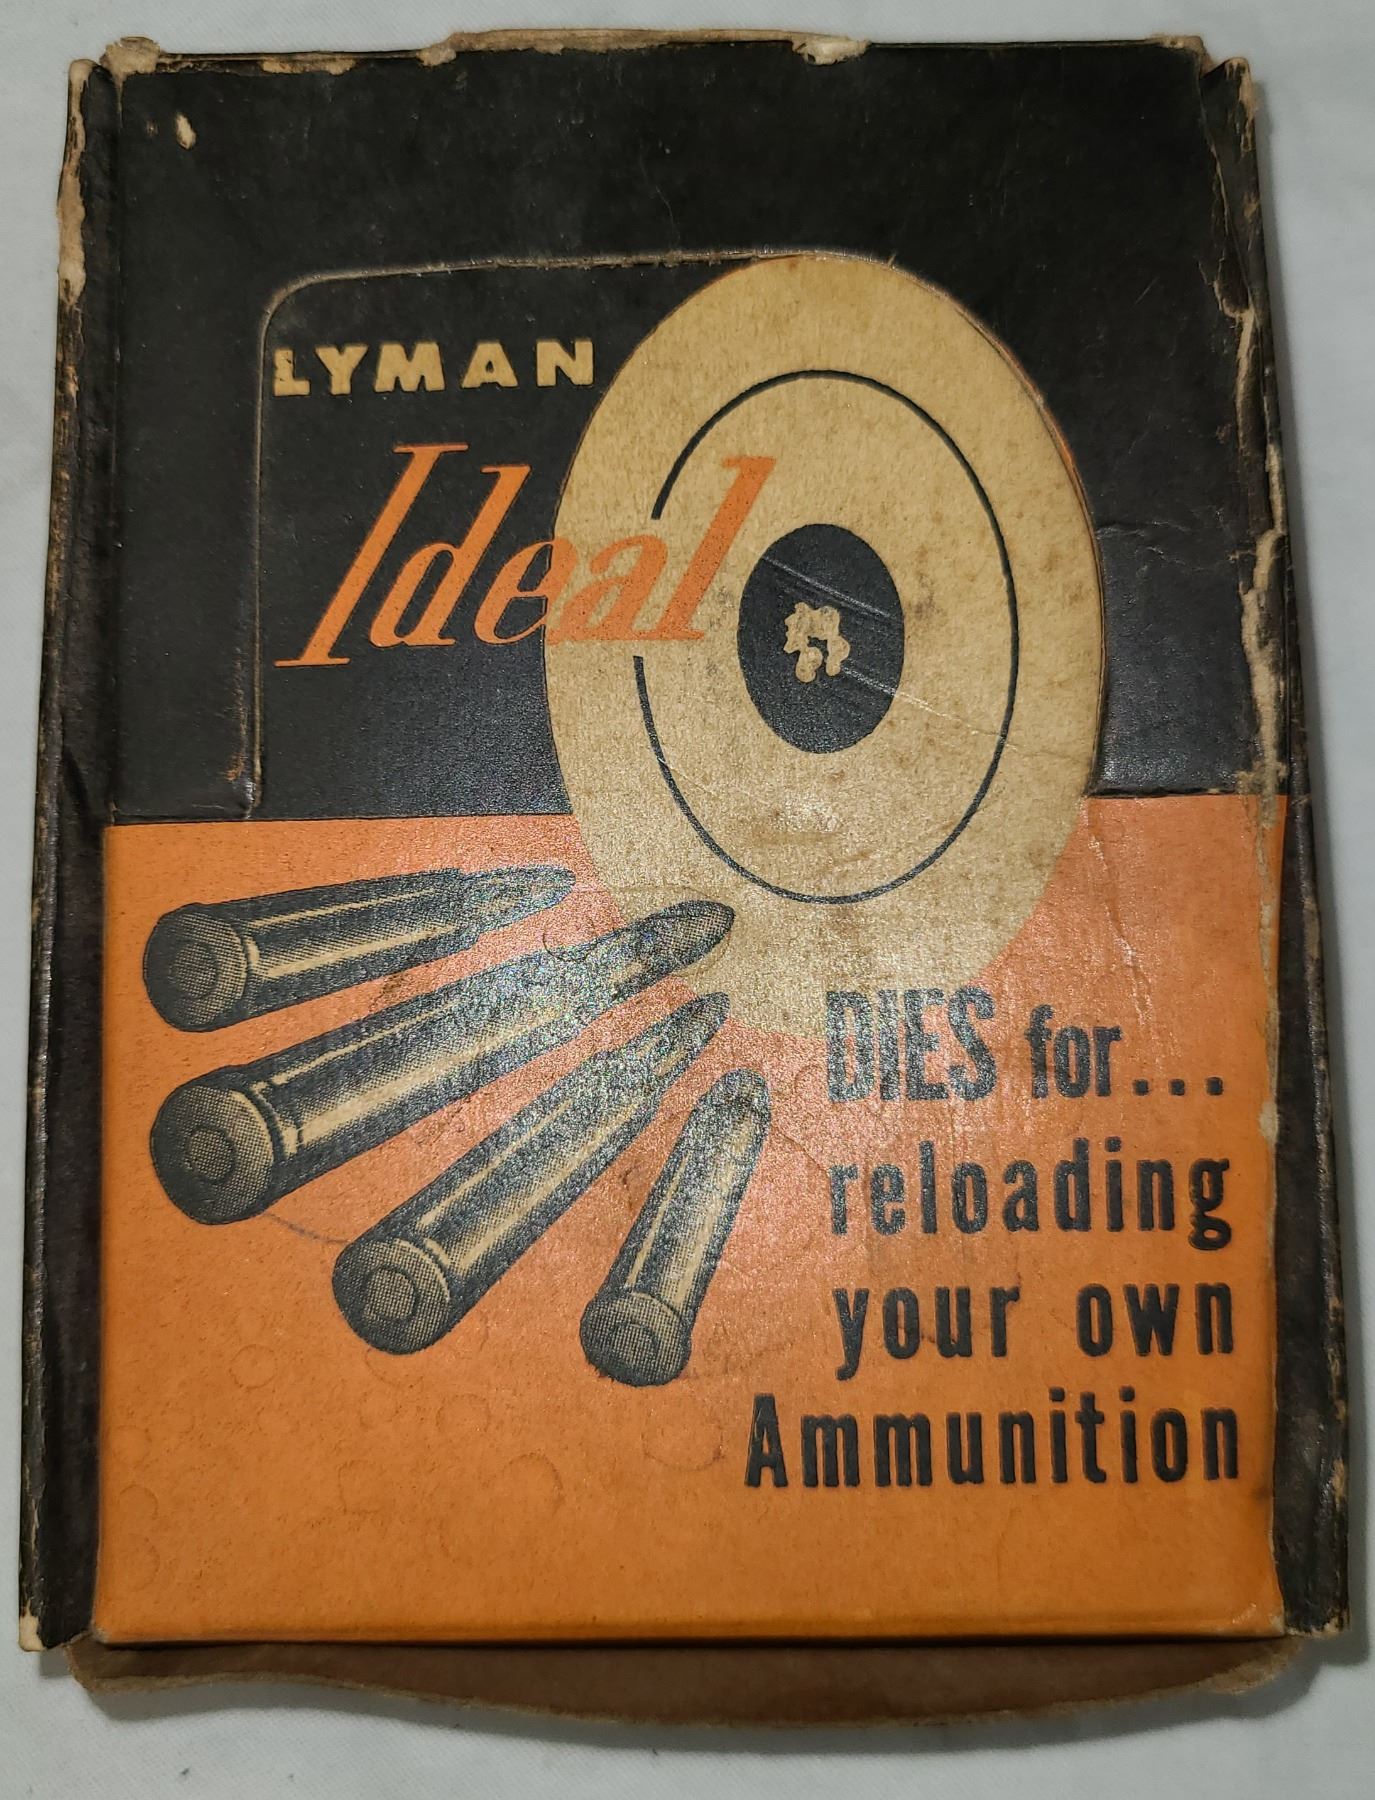 LYMAN
Ideal
DIES for...
reloading
your own
Ammunition